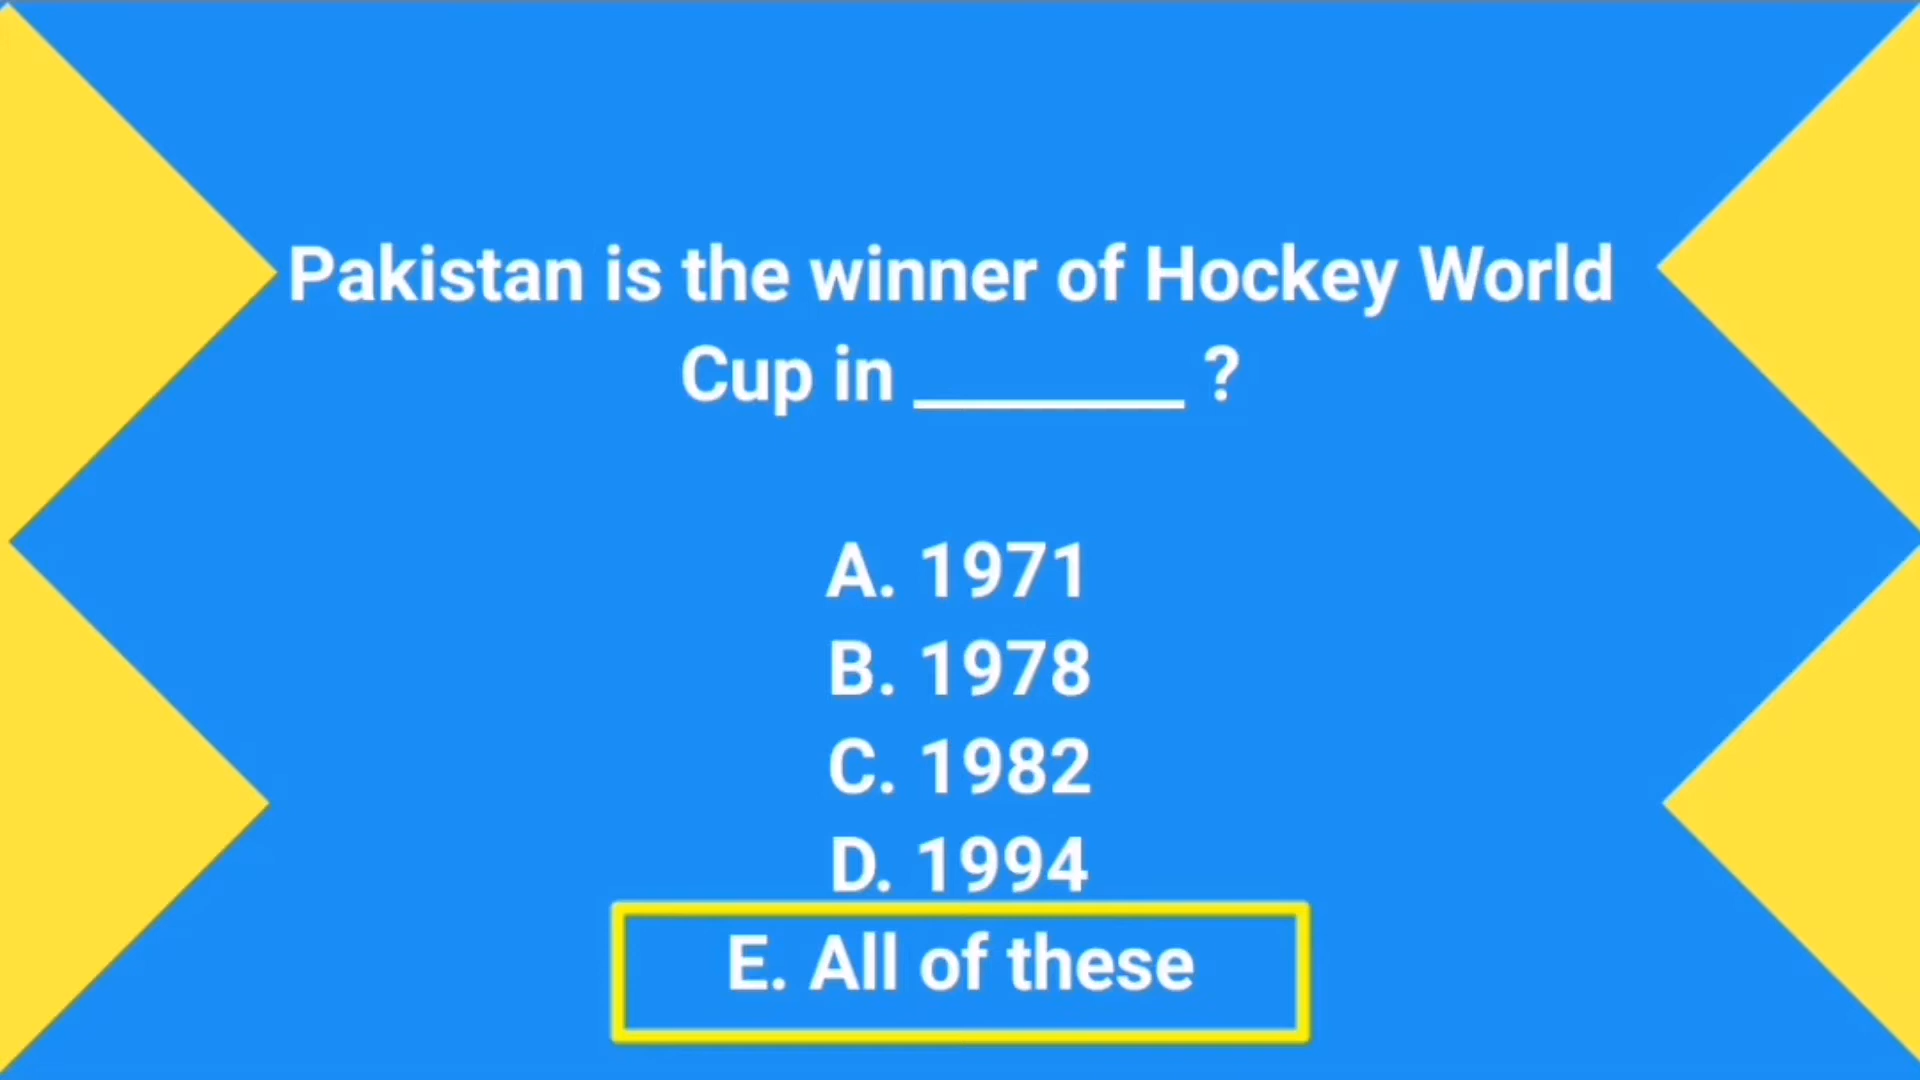 Pakistan is the winner of Hockey World
Cup in ________ ?
A. 1971
B. 1978
C. 1982
D. 1994
E. All of these